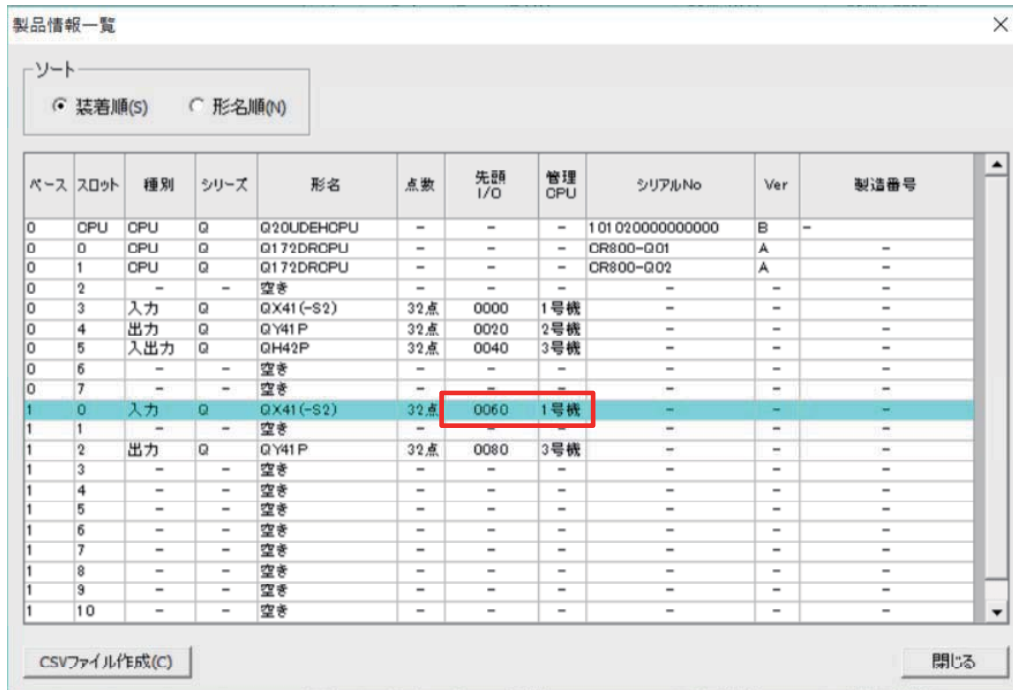 製品情報一覧
ソート
装着順(S) 形名順(N)
ベース スロット 種別 シリーズ 形名 点数 先頭I/O 管理CPU シリアルNo Ver 製造番号
0 CPU CPU Q Q20UDEHCPU - - - 101020000000000 B -
0 0 CPU Q Q172DRCPU - - - CR800-Q01 A -
0 1 CPU Q Q172DRCPU - - - CR800-Q02 A -
0 2 - - 空き - - - - - -
0 3 入力 Q QX41(-S2) 32点 0000 1号機 - - -
0 4 出力 Q QY41P 32点 0020 2号機 - - -
0 5 入出力 Q QH42P 32点 0040 3号機 - - -
0 6 - - 空き - - - - - -
0 7 - - 空き - - - - - -
1 0 入力 Q QX41(-S2) 32点 0060 1号機 - - -
1 1 - - 空き - - - - - -
1 2 出力 Q QY41P 32点 0080 3号機 - - -
1 3 - - 空き - - - - - -
1 4 - - 空き - - - - - -
1 5 - - 空き - - - - - -
1 6 - - 空き - - - - - -
1 7 - - 空き - - - - - -
1 8 - - 空き - - - - - -
1 9 - - 空き - - - - - -
1 10 - - 空き - - - - - -
CSVファイル作成(C) 閉じる